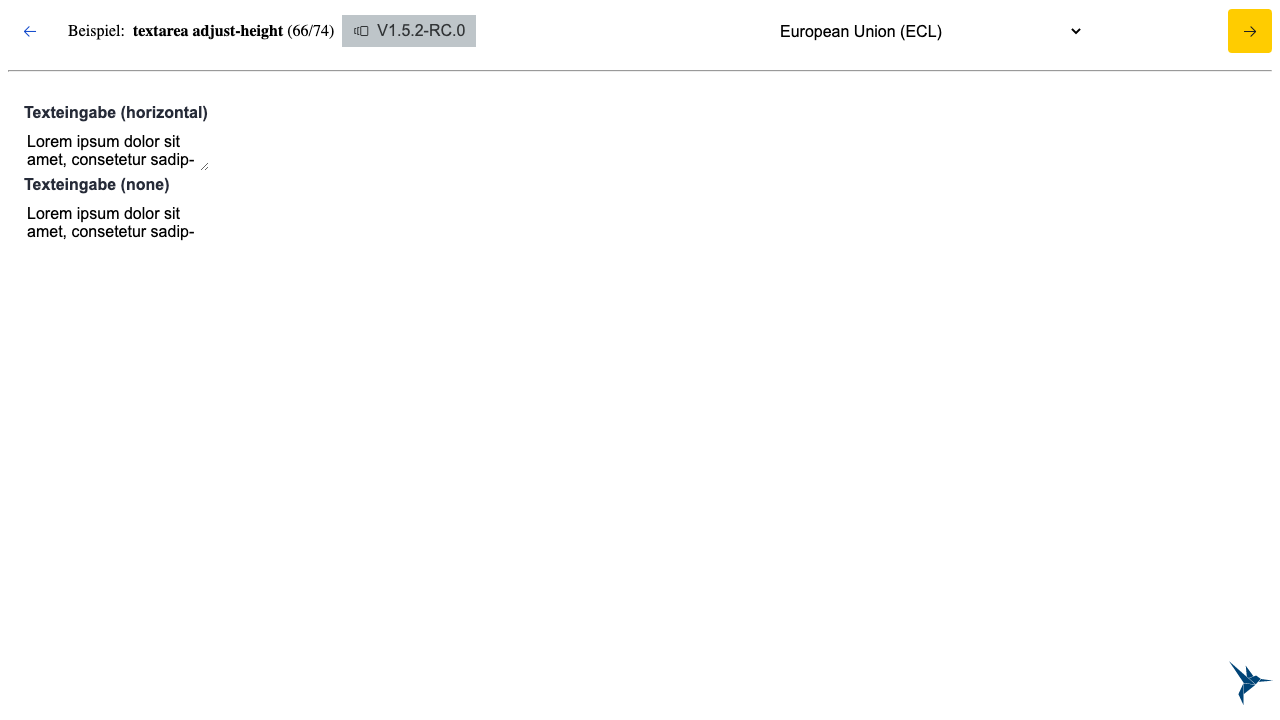 Beispiel: textarea adjust-height (66/74) V1.5.2-RC.0 European Union (ECL)
Texteingabe (horizontal)
Lorem ipsum dolor sit
amet, consetetur sadip-
Texteingabe (none)
Lorem ipsum dolor sit
amet, consetetur sadip-